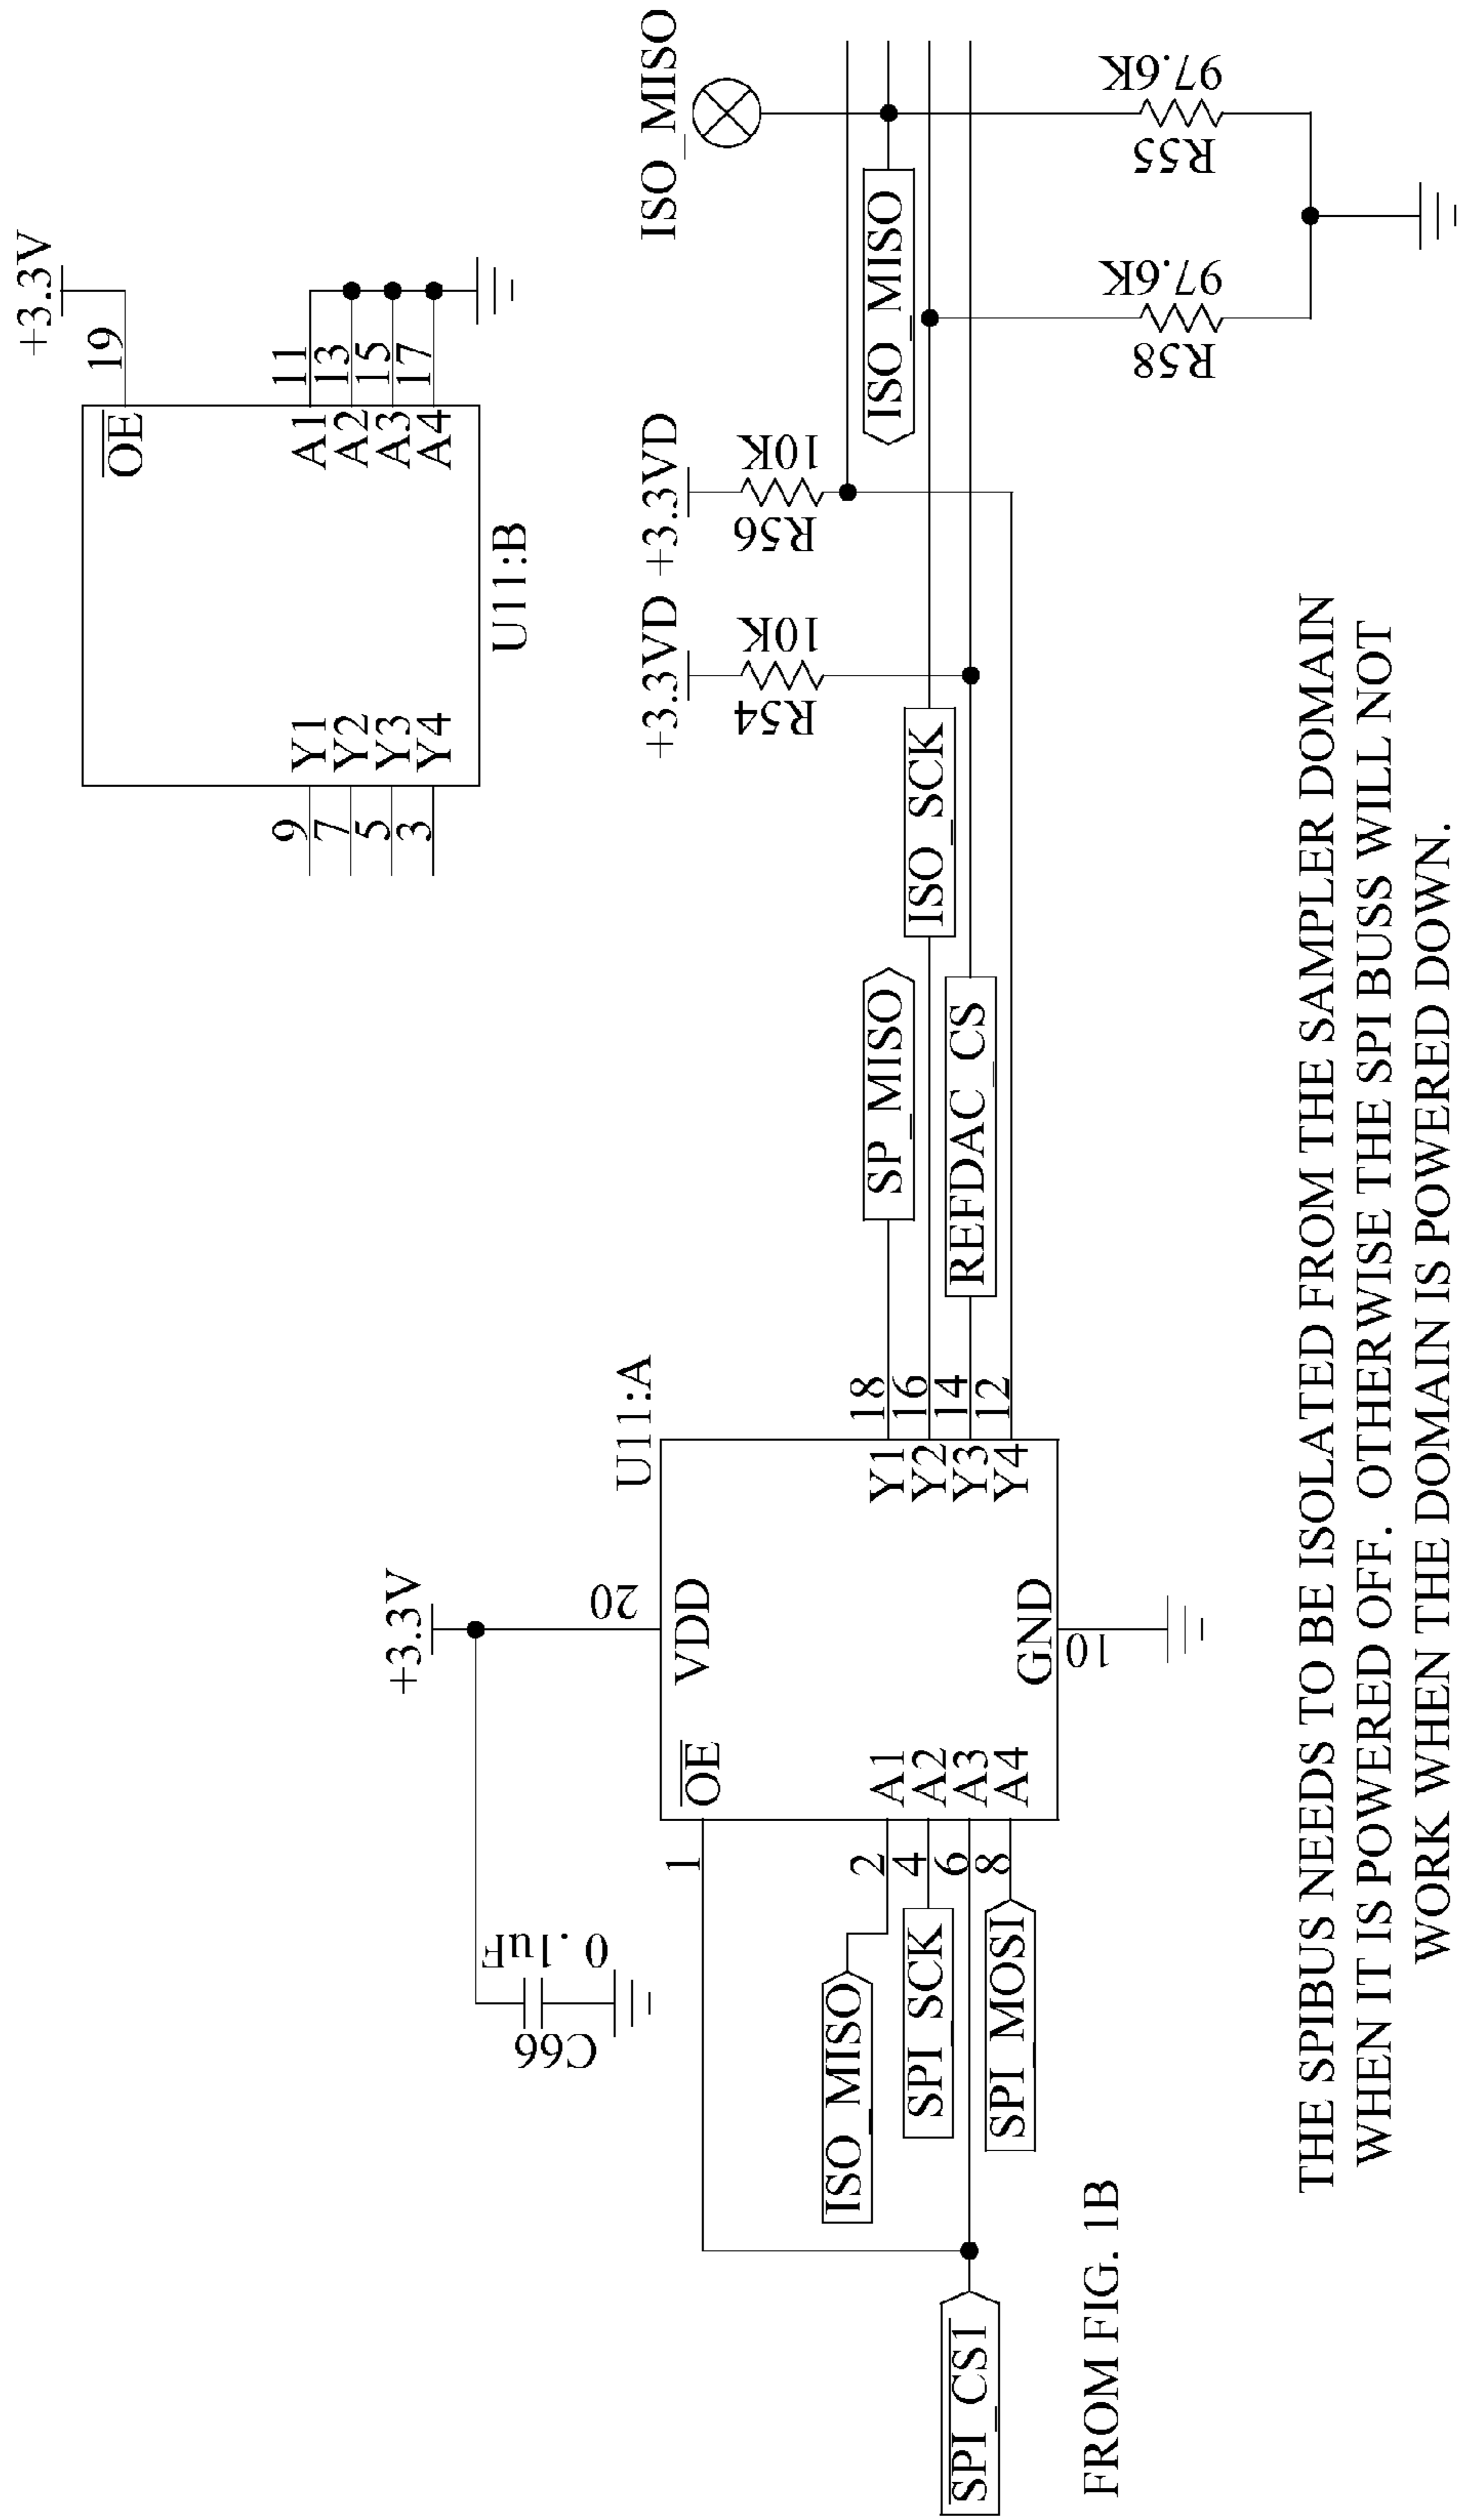 +3.3V
19
OE
11
13
15
17
A1
A2
A3
A4
Y1
Y2
Y3
Y4
9
7
5
3
U11:B
ISO_MISO
+3.3VD
+3.3VD
R56
10K
R54
10K
ISO_MISO
ISO_SCK
SP_MISO
REFDAC_CS
R58
97.6K
R55
97.6K
+3.3V
C66
0.1uF
20
U11:A
OE
VDD
GND
10
A1
A2
A3
A4
Y1
Y2
Y3
Y4
18
16
14
12
1
2
4
6
8
ISO_MISO
SPI_SCK
SPI_MOSI
SPI_CS1
FROM FIG. 1B
THE SPIBUS NEEDS TO BE ISOLATED FROM THE SAMPLER DOMAIN
WHEN IT IS POWERED OFF. OTHERWISE THE SPI BUSS WILL NOT
WORK WHEN THE DOMAIN IS POWERED DOWN.